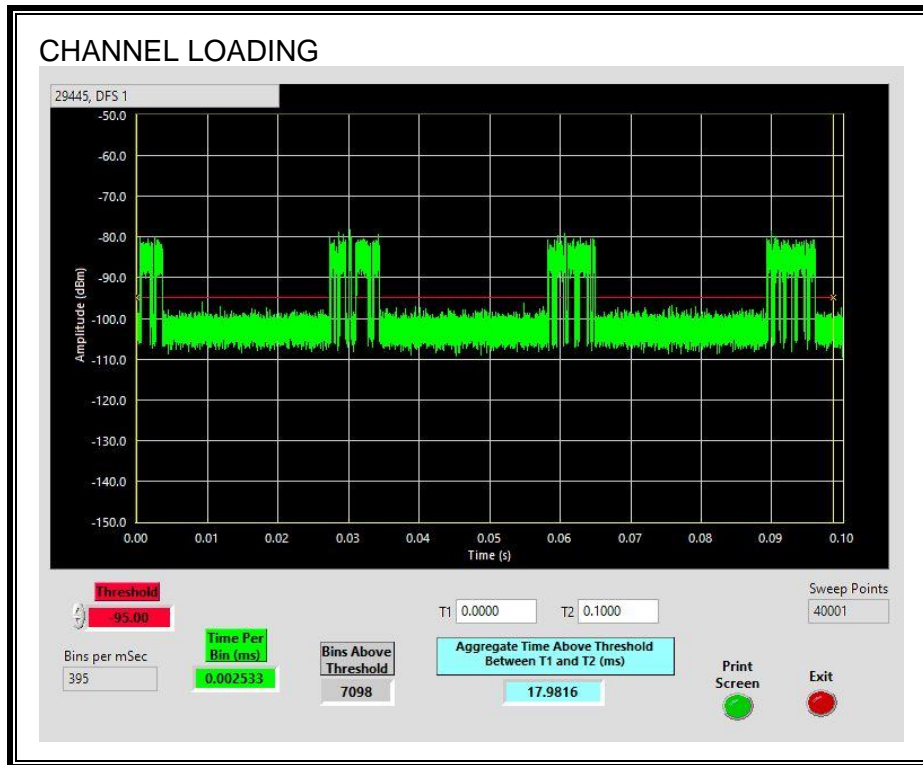 CHANNEL LOADING
29445, DFS 1
-50.0
-60.0
-70.0
-80.0
-90.0
-100.0
-110.0
-120.0
-130.0
-140.0
-150.0
Amplitude (dBm)
0.00 0.01 0.02 0.03 0.04 0.05 0.06 0.07 0.08 0.09 0.10
Time (s)
Threshold
-95.00
Bins per mSec
395
Time Per
Bin (ms)
0.002533
Bins Above
Threshold
7098
T1 0.0000 T2 0.1000
Aggregate Time Above Threshold
Between T1 and T2 (ms)
17.9816
Sweep Points
40001
Print
Screen
Exit